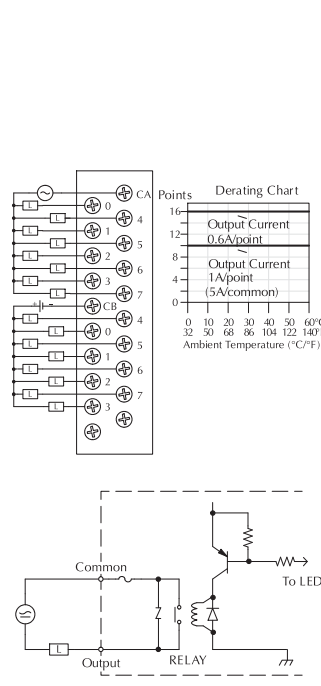 CA
L
0
L
4
L
1
L
5
L
2
L
6
L
3
L
7
+ -
CB
L
4
L
0
L
5
L
1
L
6
L
2
L
7
L
3
Points
Derating Chart
16
12
8
4
0
Output Current
0.6A/point
Output Current
1A/point
(5A/common)
0 10 20 30 40 50 60°C
32 50 68 86 104 122 140°
Ambient Temperature (°C/°F)
Common
To LED
L
Output
RELAY